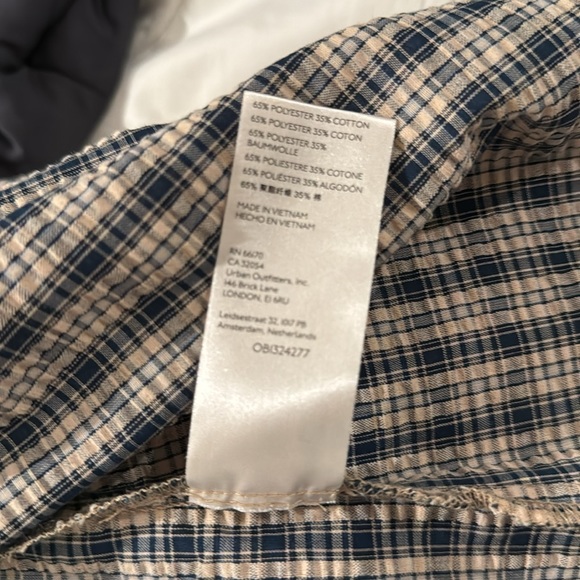 65% POLYESTER 35% COTTON
65% POLYESTER 35% COTON
65% POLYESTER 35%
BAUMWOLLE
65% POLIESTERE 35% COTONE
65% POLIÉSTER 35% ALGODÓN
65% 聚酯纤维 35% 棉
MADE IN VIETNAM
HECHO EN VIETNAM
RN 66170
CA 32054
Urban Outfitters, Inc.
146 Brick Lane
LONDON, E1 6RU
Leidsestraat 32, 1017 PB
Amsterdam, Netherlands
OB1324277